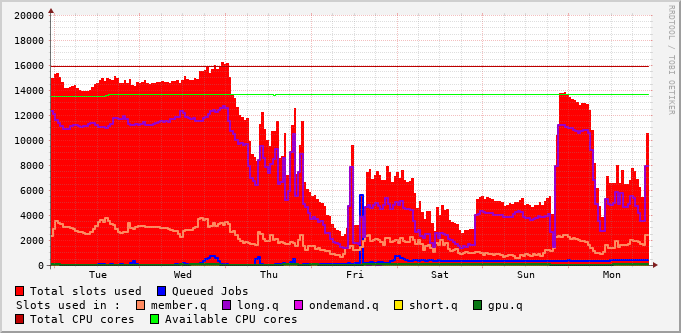 20000
18000
16000
14000
12000
10000
8000
6000
4000
2000
0
Tue Wed Thu Fri Sat Sun Mon
Total slots used Queued Jobs
Slots used in : member.q long.q ondemand.q short.q gpu.q
Total CPU cores Available CPU cores
RRDTOOL / TOBI OETIKER